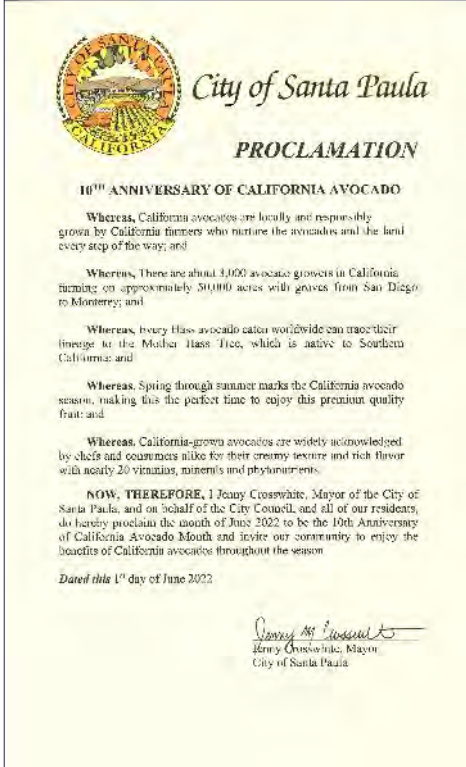 CITY OF SANTA PAULA
CALIFORNIA
City of Santa Paula
PROCLAMATION
10TH ANNIVERSARY OF CALIFORNIA AVOCADO
Whereas, California avocados are locally and responsibly
grown by California farmers who nurture the avocados and the land
every step of the way; and
Whereas, There are about 3,000 avocado growers in California
farming on approximately 50,000 acres with groves from San Diego
to Monterey; and
Whereas, Every Hass avocado eaten worldwide can trace their
lineage to the Mother Hass Tree, which is native to Southern
California; and
Whereas, Spring through summer marks the California avocado
season, making this the perfect time to enjoy this premium quality
fruit; and
Whereas, California-grown avocados are widely acknowledged
by chefs and consumers alike for their creamy texture and rich flavor
with nearly 20 vitamins, minerals and phytonutrients.
NOW, THEREFORE, I Jenny Crosswhite, Mayor of the City of
Santa Paula, and on behalf of the City Council, and all of our residents,
do hereby proclaim the month of June 2022 to be the 10th Anniversary
of California Avocado Month and invite our community to enjoy the
benefits of California avocados throughout the season
Dated this 1st day of June 2022
Jenny Crosswhite, Mayor
City of Santa Paula